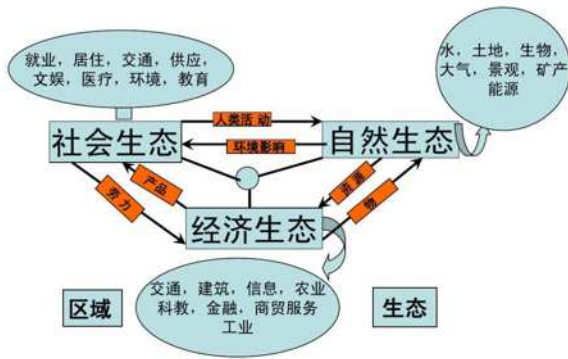 就业，居住，交通，供应，
文娱，医疗，环境，教育
水，土地，生物，
大气，景观，矿产
能源
人类活 动
社会生态
环境影响
自然生态
产品
劳力
资源
物
经济生态
交通，建筑，信息，农业
科教，金融，商贸服务
工业
区域
生态